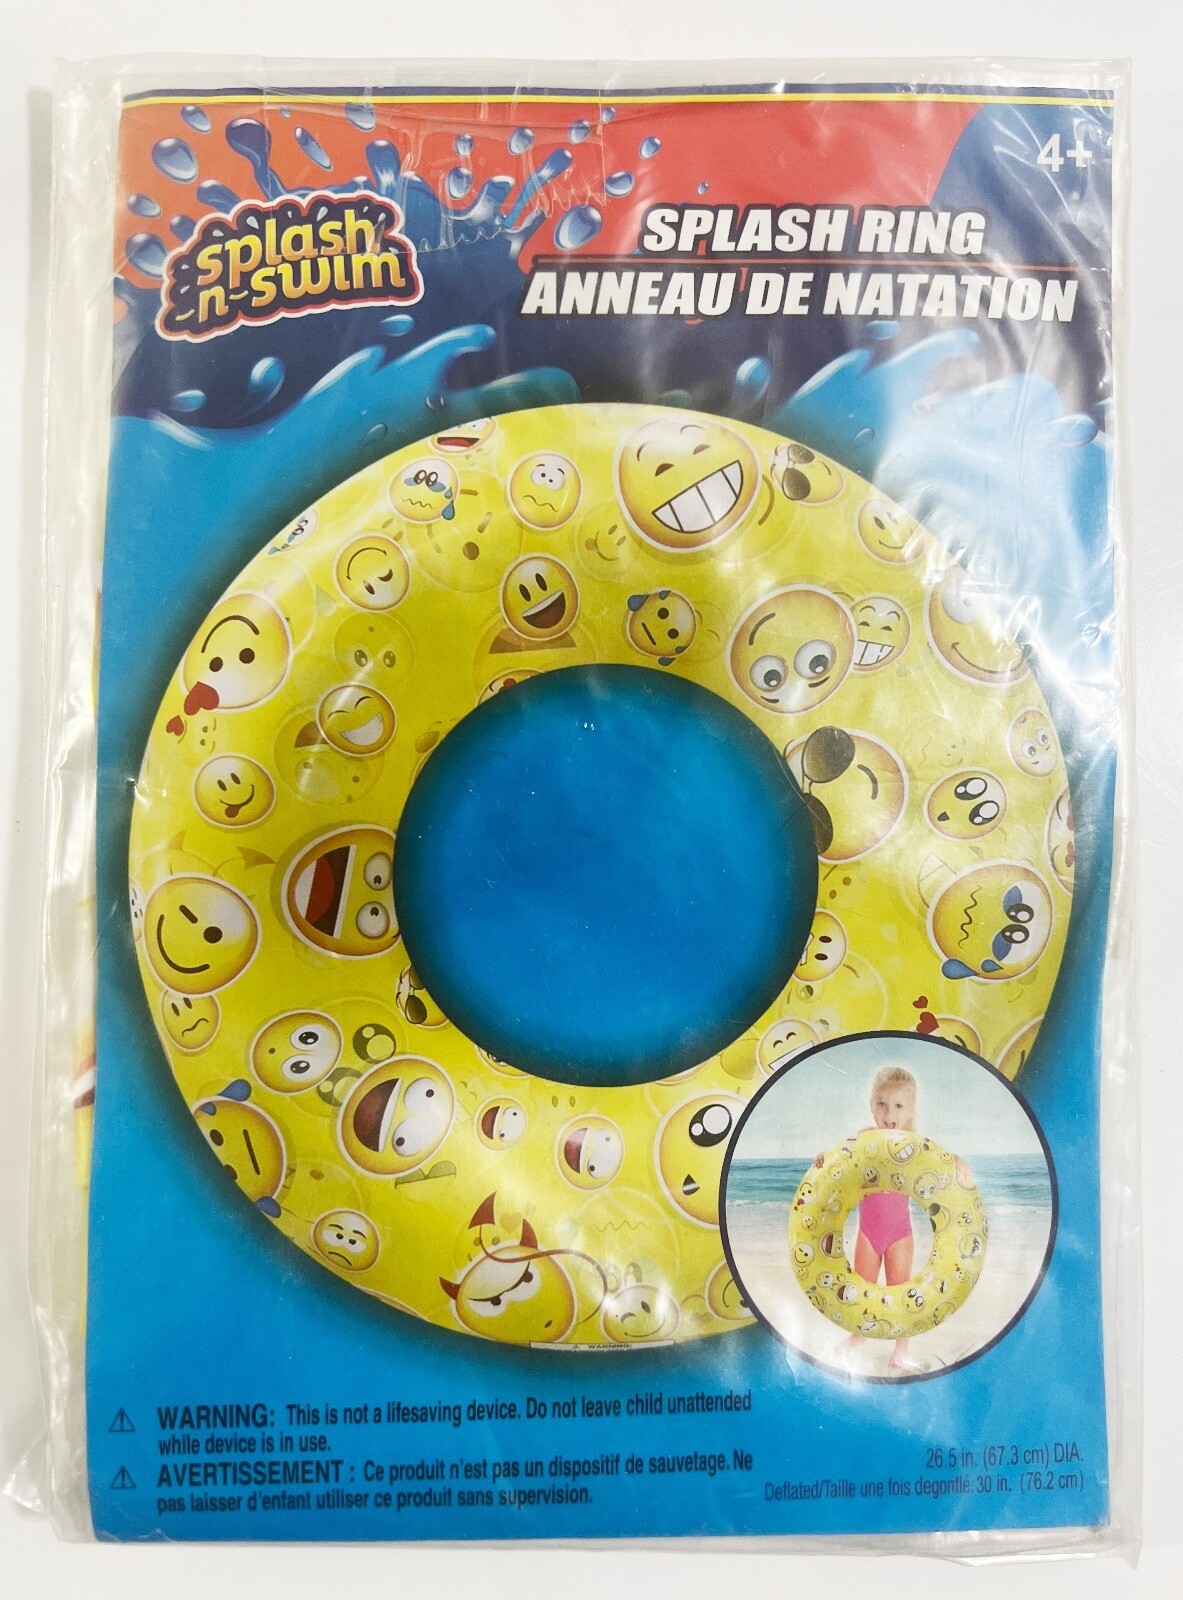 4+
splash
-n-swim
SPLASH RING
ANNEAU DE NATATION
WARNING:
⚠ WARNING: This is not a lifesaving device. Do not leave child unattended
while device is in use.
⚠ AVERTISSEMENT : Ce produit n'est pas un dispositif de sauvetage. Ne
pas laisser d'enfant utiliser ce produit sans supervision.
26.5 in. (67.3 cm) DIA.
Deflated/Taille une fois degonflé: 30 in. (76.2 cm)